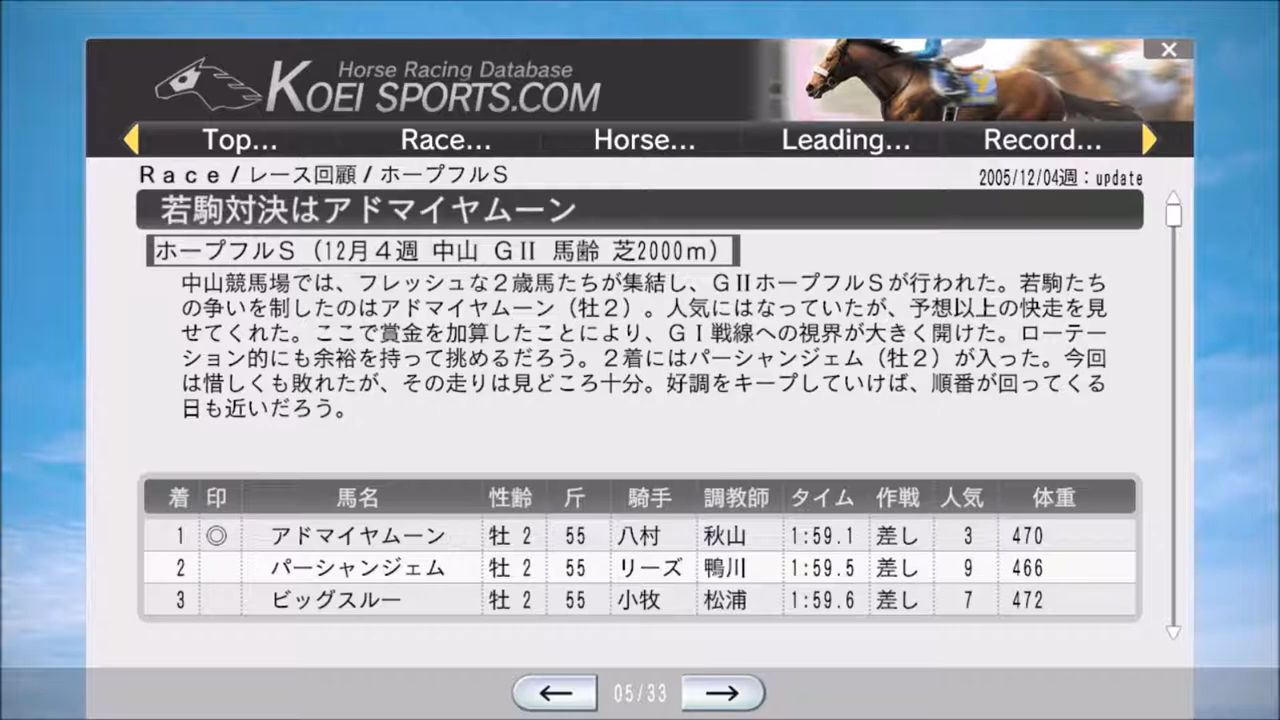 Horse Racing Database
KOEI SPORTS.COM
Top... Race... Horse... Leading... Record...
Race / レース回顧 / ホープフルS
2005/12/04週：update
若駒対決はアドマイヤムーン
ホープフルS（12月４週 中山 ＧⅡ 馬齢 芝2000m）
中山競馬場では、フレッシュな２歳馬たちが集結し、ＧⅡホープフルＳが行われた。若駒たち
の争いを制したのはアドマイヤムーン（牡２）。人気にはなっていたが、予想以上の快走を見
せてくれた。ここで賞金を加算したことにより、ＧⅠ戦線への視界が大きく開けた。ローテー
ション的にも余裕を持って挑めるだろう。２着にはパーシャンジェム（牡２）が入った。今回
は惜しくも敗れたが、その走りは見どころ十分。好調をキープしていけば、順番が回ってくる
日も近いだろう。
着 印 馬名 性齢 斤 騎手 調教師 タイム 作戦 人気 体重
1 ◎ アドマイヤムーン 牡 2 55 八村 秋山 1:59.1 差し 3 470
2 パーシャンジェム 牡 2 55 リーズ 鴨川 1:59.5 差し 9 466
3 ビッグスルー 牡 2 55 小牧 松浦 1:59.6 差し 7 472
← 05/33 →